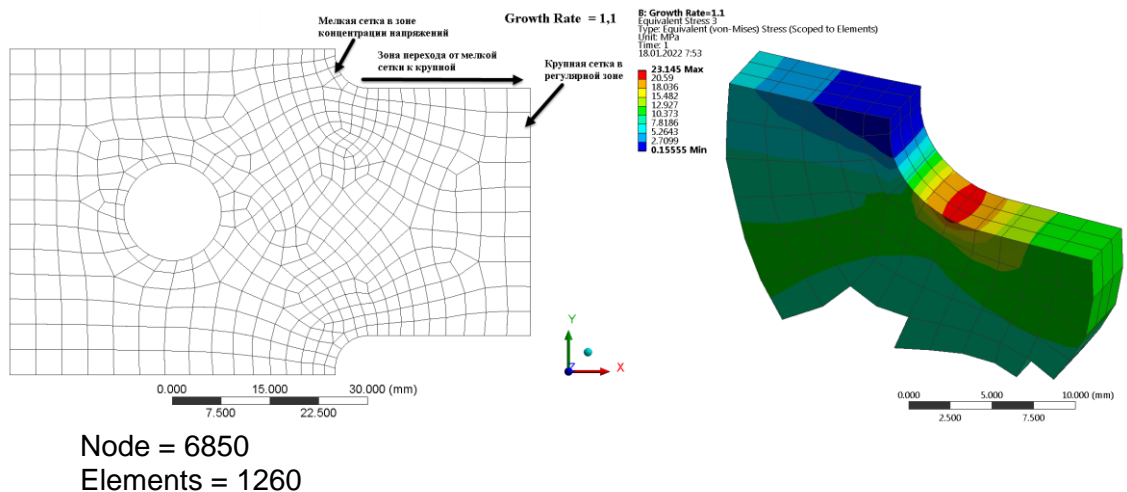 Мелкая сетка в зоне
концентрации напряжений
Growth Rate = 1,1
Зона перехода от мелкой
сетки к крупной
Крупная сетка в
регулярной зоне
0.000 15.000 30.000 (mm)
7.500 22.500
Y
X
Z
Node = 6850
Elements = 1260
B: Growth Rate=1.1
Equivalent Stress 3
Type: Equivalent (von-Mises) Stress (Scoped to Elements)
Unit: MPa
Time: 1
18.01.2022 7:53
23.145 Max
20.59
18.036
15.482
12.927
10.373
7.8186
5.2643
2.7099
0.15555 Min
0.000 5.000 10.000 (mm)
2.500 7.500